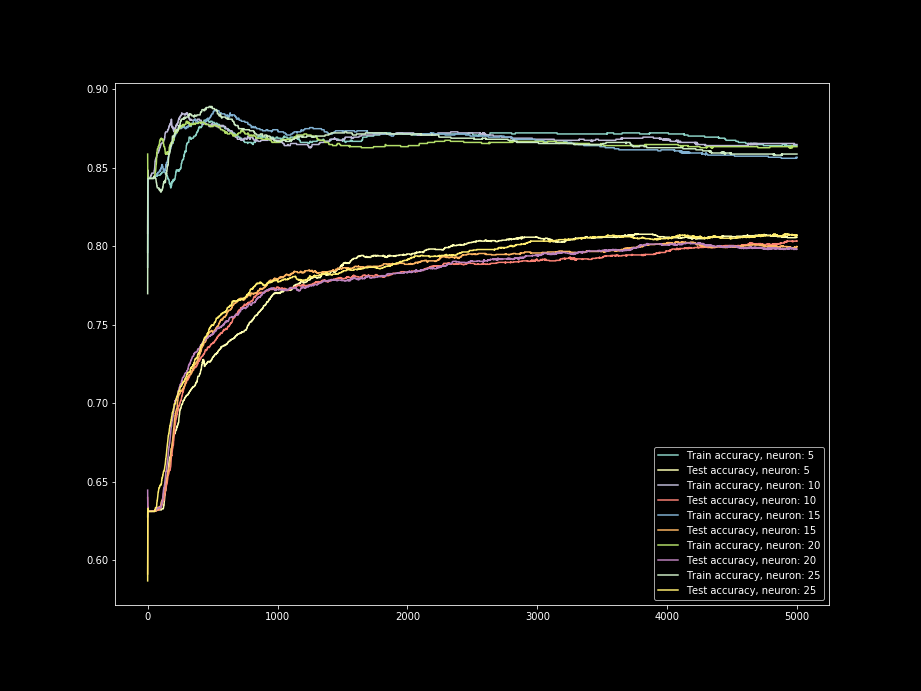 0.90
0.85
0.80
0.75
0.70
0.65
0.60
0
1000
2000
3000
4000
5000
Train accuracy, neuron: 5
Test accuracy, neuron: 5
Train accuracy, neuron: 10
Test accuracy, neuron: 10
Train accuracy, neuron: 15
Test accuracy, neuron: 15
Train accuracy, neuron: 20
Test accuracy, neuron: 20
Train accuracy, neuron: 25
Test accuracy, neuron: 25